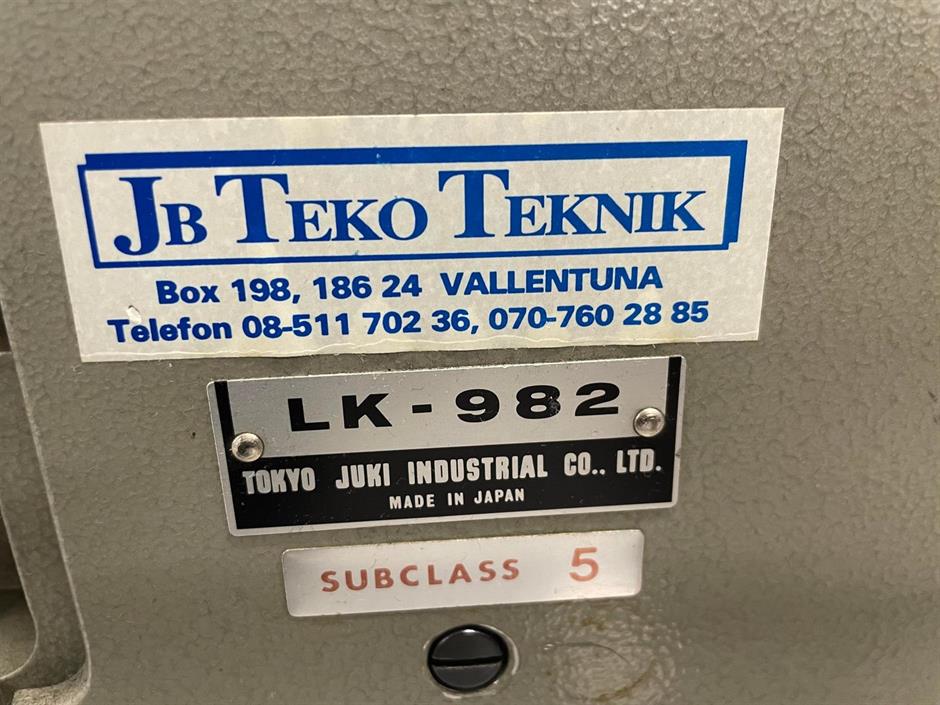 JB TEKO TEKNIK
Box 198, 186 24 VALLENTUNA
Telefon 08-511 702 36, 070-760 28 85
LK-982
TOKYO JUKI INDUSTRIAL CO., LTD.
MADE IN JAPAN
SUBCLASS 5